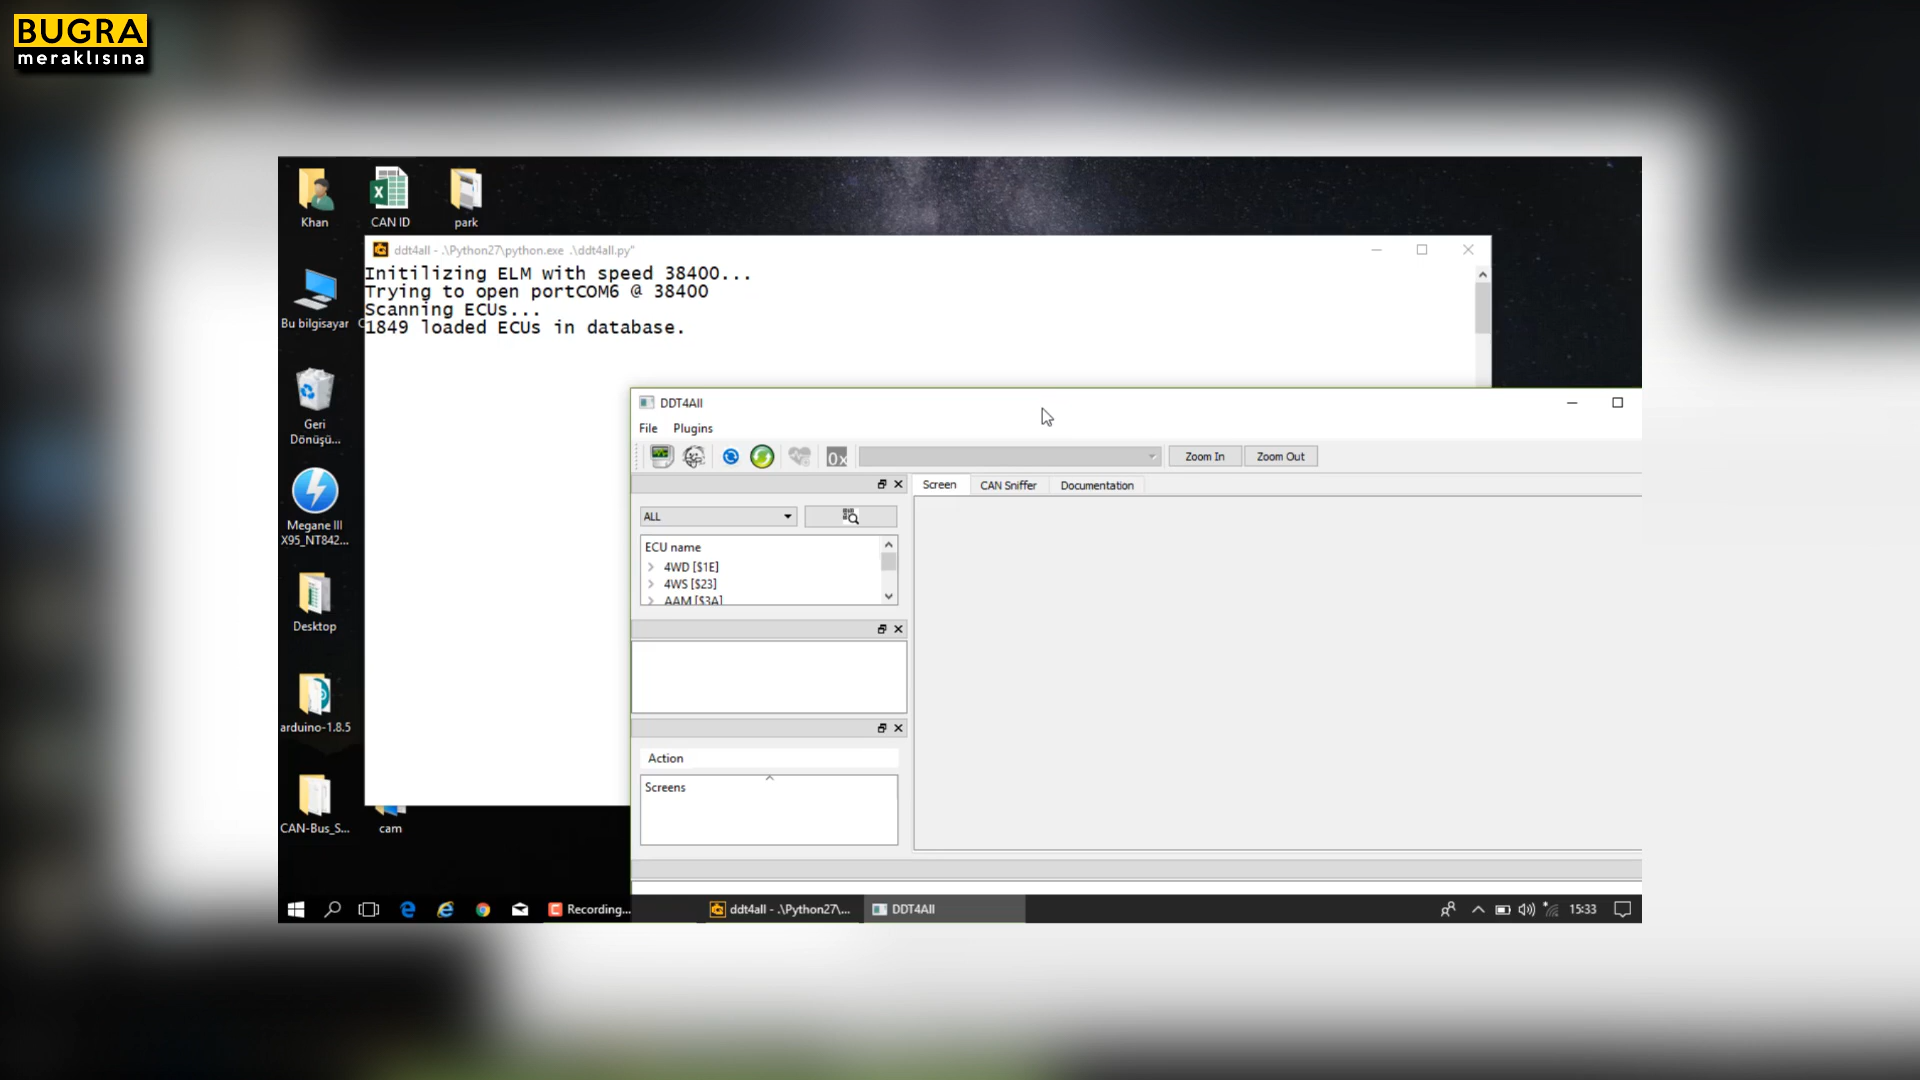 BUGRA
meraklısına
Khan
CAN ID
park
ddt4all - .\Python27\python.exe .\ddt4all.py"
Initilizing ELM with speed 38400...
Trying to open portCOM6 @ 38400
Scanning ECUs...
1849 loaded ECUs in database.
Bu bilgisayar
C
Geri
Dönüşü...
Megane III
X95_NT842...
Desktop
arduino-1.8.5
CAN-Bus_S...
cam
DDT4All
File
Plugins
0x
Zoom In
Zoom Out
Screen
CAN Sniffer
Documentation
ALL
ECU name
4WD [$1E]
4WS [$23]
AAM [$3A]
Action
Screens
Recording...
ddt4all - .\Python27\...
DDT4All
15:33